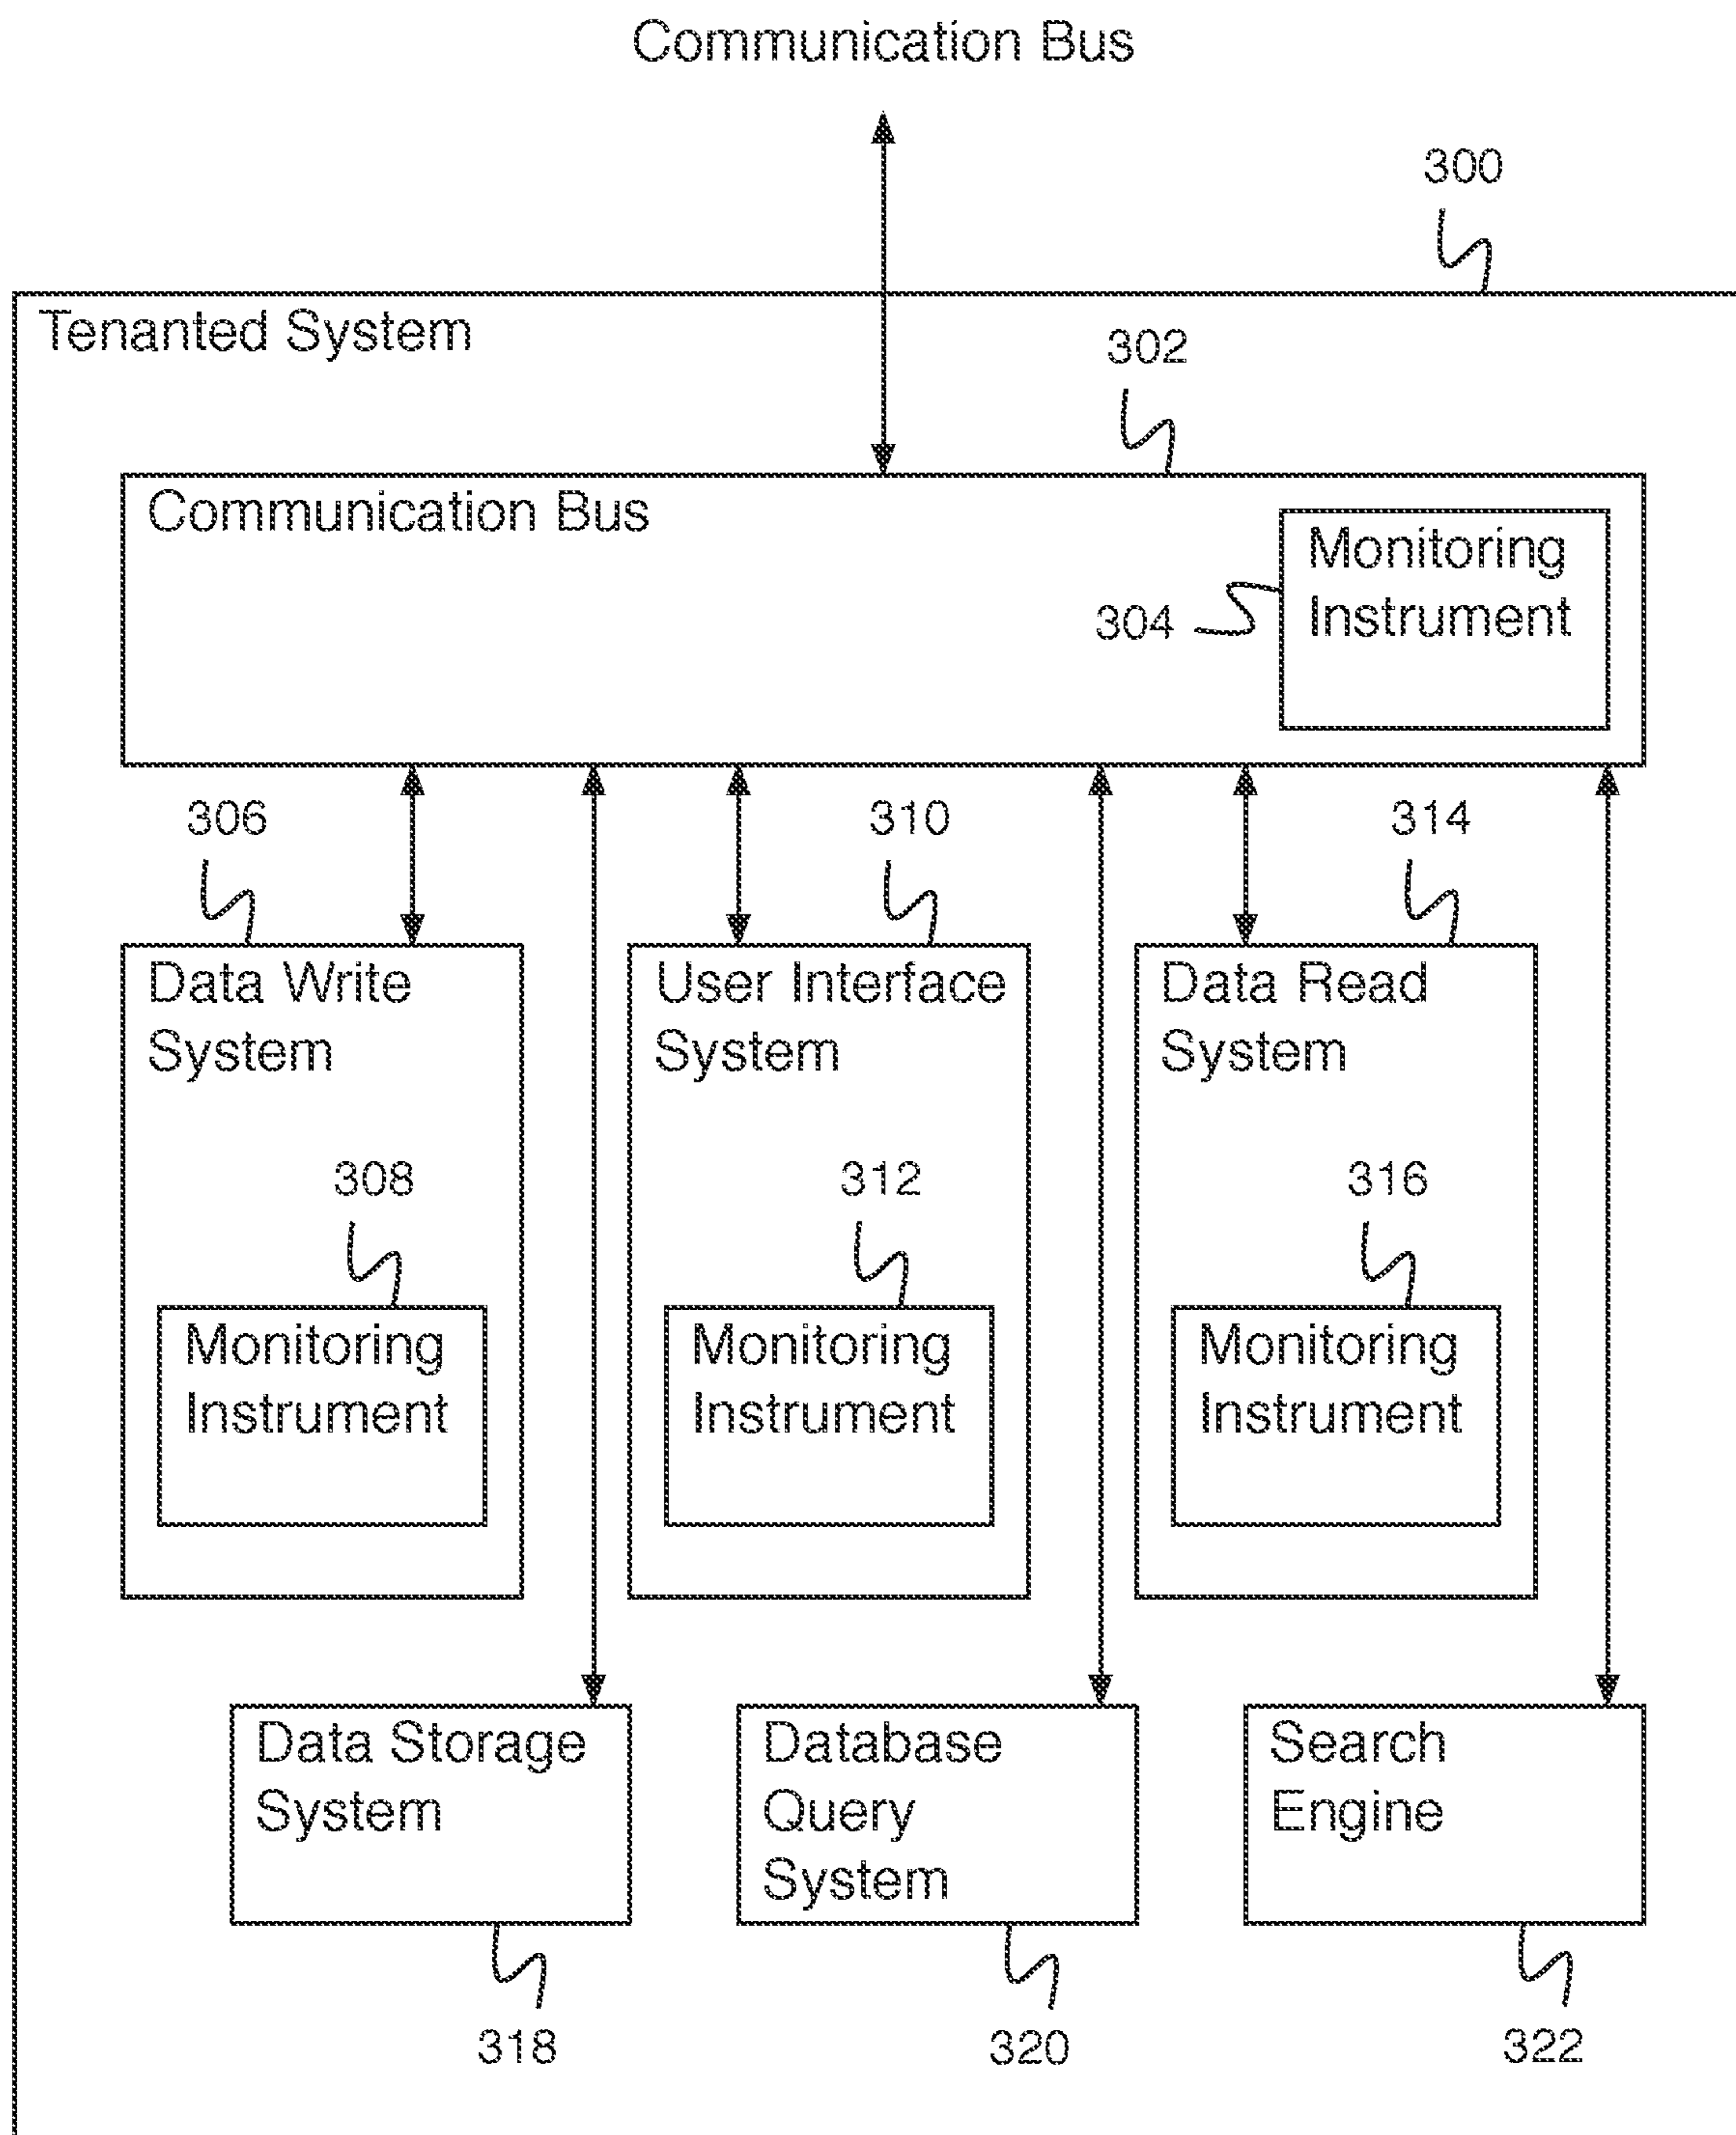 Communication Bus
300
Tenanted System
302
Communication Bus
Monitoring
Instrument
304
306
310
314
Data Write
System
User Interface
System
Data Read
System
308
312
316
Monitoring
Instrument
Monitoring
Instrument
Monitoring
Instrument
Data Storage
System
Database
Query
System
Search
Engine
318
320
322